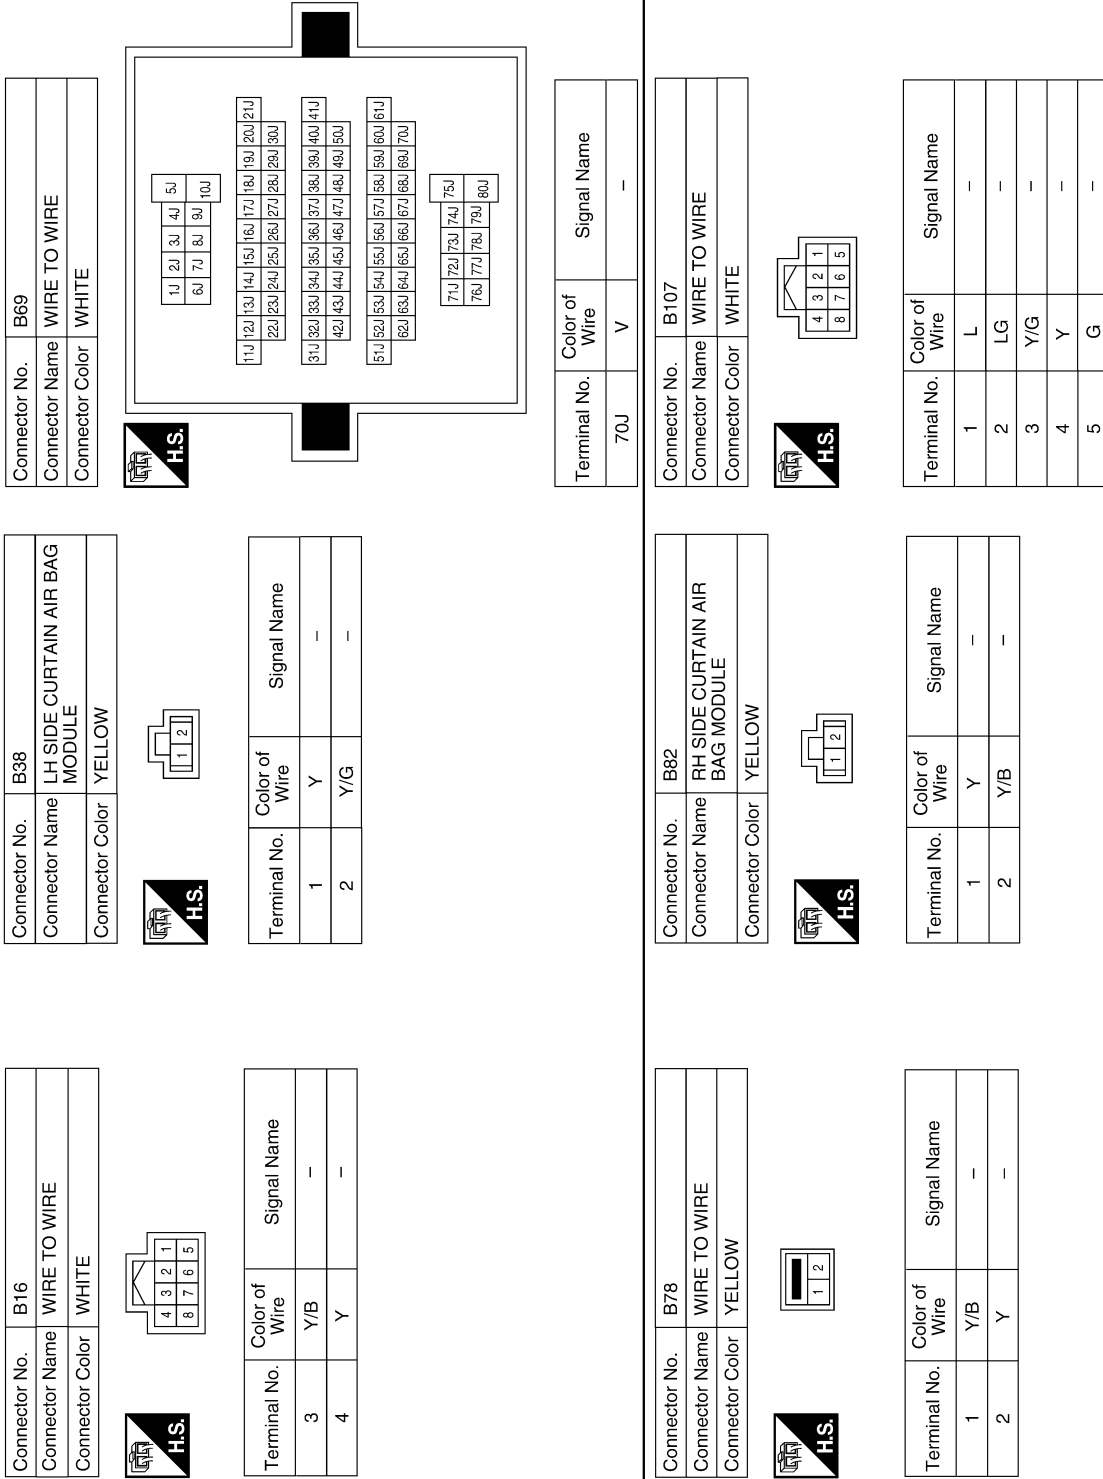 Connector No. B16
Connector Name WIRE TO WIRE
Connector Color WHITE
4 3 2 1
8 7 6 5
H.S.
Terminal No. Color of Wire Signal Name
3 Y/B –
4 Y –
Connector No. B38
Connector Name LH SIDE CURTAIN AIR BAG MODULE
Connector Color YELLOW
1 2
H.S.
Terminal No. Color of Wire Signal Name
1 Y –
2 Y/G –
Connector No. B69
Connector Name WIRE TO WIRE
Connector Color WHITE
1J 2J 3J 4J 5J
6J 7J 8J 9J 10J
11J 12J 13J 14J 15J 16J 17J 18J 19J 20J 21J
22J 23J 24J 25J 26J 27J 28J 29J 30J
31J 32J 33J 34J 35J 36J 37J 38J 39J 40J 41J
42J 43J 44J 45J 46J 47J 48J 49J 50J
51J 52J 53J 54J 55J 56J 57J 58J 59J 60J 61J
62J 63J 64J 65J 66J 67J 68J 69J 70J
71J 72J 73J 74J 75J
76J 77J 78J 79J 80J
H.S.
Terminal No. Color of Wire Signal Name
70J V –
Connector No. B78
Connector Name WIRE TO WIRE
Connector Color YELLOW
1 2
H.S.
Terminal No. Color of Wire Signal Name
1 Y/B –
2 Y –
Connector No. B82
Connector Name RH SIDE CURTAIN AIR BAG MODULE
Connector Color YELLOW
1 2
H.S.
Terminal No. Color of Wire Signal Name
1 Y –
2 Y/B –
Connector No. B107
Connector Name WIRE TO WIRE
Connector Color WHITE
4 3 2 1
8 7 6 5
H.S.
Terminal No. Color of Wire Signal Name
1 L –
2 LG –
3 Y/G –
4 Y –
5 G –